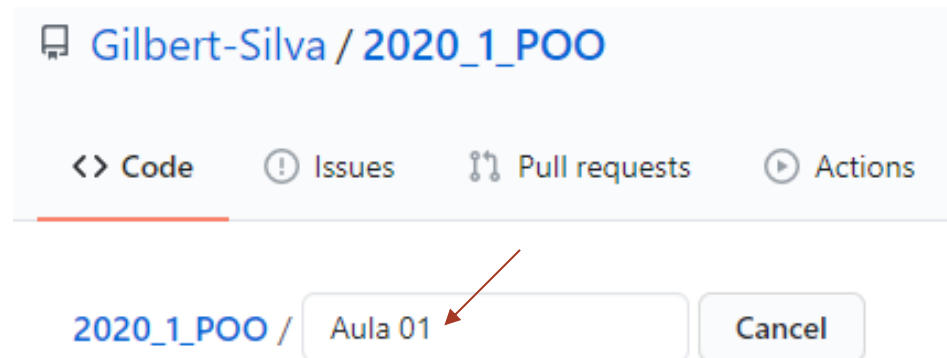 Gilbert-Silva / 2020_1_POO
<> Code Issues Pull requests Actions
2020_1_POO / Aula 01 Cancel